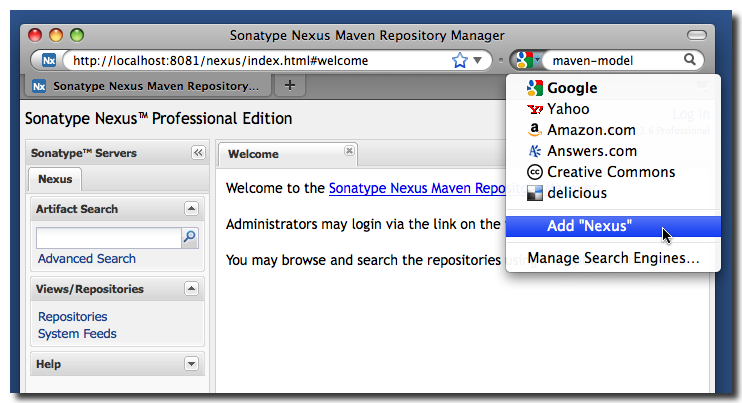 Sonatype Nexus Maven Repository Manager
Nx http://localhost:8081/nexus/index.html#welcome
maven-model
Nx Sonatype Nexus Maven Repository... +
Google
Yahoo
Amazon.com
Answers.com
Creative Commons
delicious
Add "Nexus"
Manage Search Engines...
Sonatype Nexus™ Professional Edition
Log In
Professional
Sonatype™ Servers
Nexus
Artifact Search
Advanced Search
Views/Repositories
Repositories
System Feeds
Help
Welcome
Welcome to the Sonatype Nexus Maven
Administrators may login via the link on the
You may browse and search the repositories